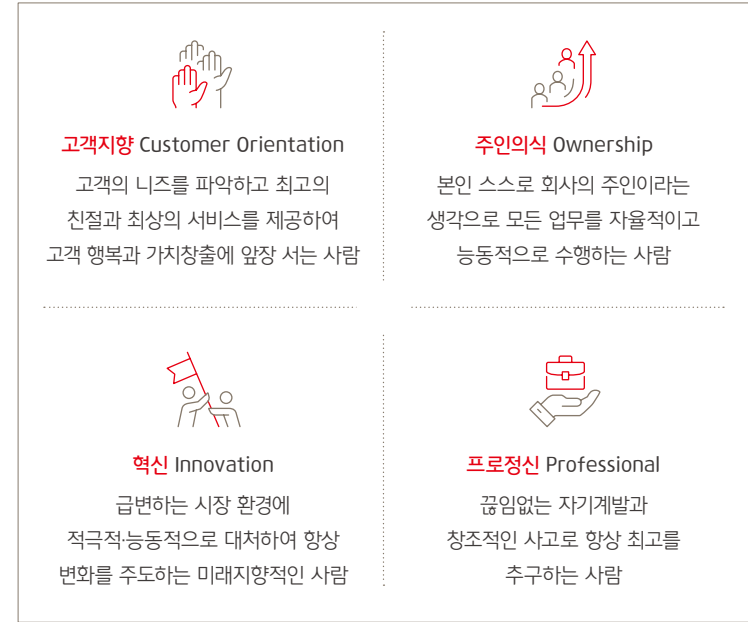 고객지향 Customer Orientation
고객의 니즈를 파악하고 최고의
친절과 최상의 서비스를 제공하여
고객 행복과 가치창출에 앞장 서는 사람
주인의식 Ownership
본인 스스로 회사의 주인이라는
생각으로 모든 업무를 자율적이고
능동적으로 수행하는 사람
혁신 Innovation
급변하는 시장 환경에
적극적·능동적으로 대처하여 항상
변화를 주도하는 미래지향적인 사람
프로정신 Professional
끊임없는 자기계발과
창조적인 사고로 항상 최고를
추구하는 사람